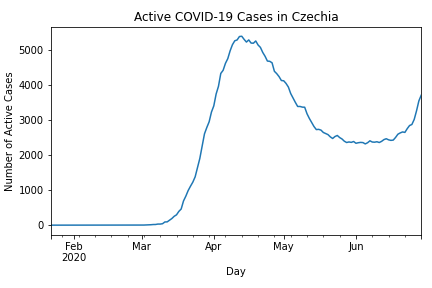 Active COVID-19 Cases in Czechia
Number of Active Cases
5000
4000
3000
2000
1000
0
Feb
2020
Mar
Apr
May
Jun
Day